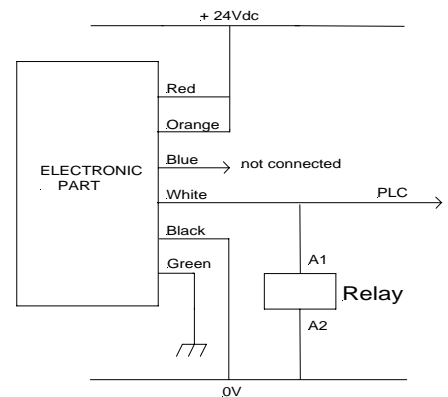 + 24Vdc
Red
Orange
Blue
not connected
ELECTRONIC
PART
White
PLC
Black
Green
A1
Relay
A2
0V